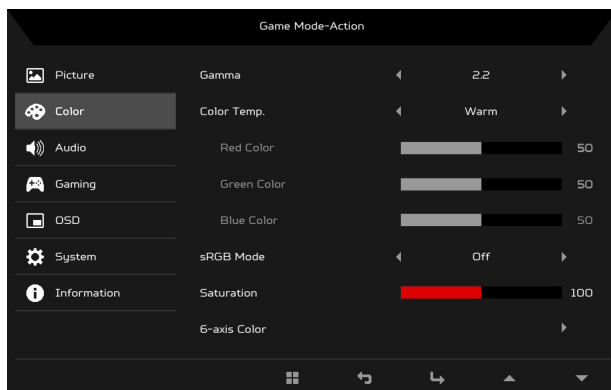 Game Mode-Action
Picture
Gamma 2.2
Color
Color Temp. Warm
Audio
Red Color 50
Gaming
Green Color 50
OSD
Blue Color 50
System
sRGB Mode Off
Information
Saturation 100
6-axis Color